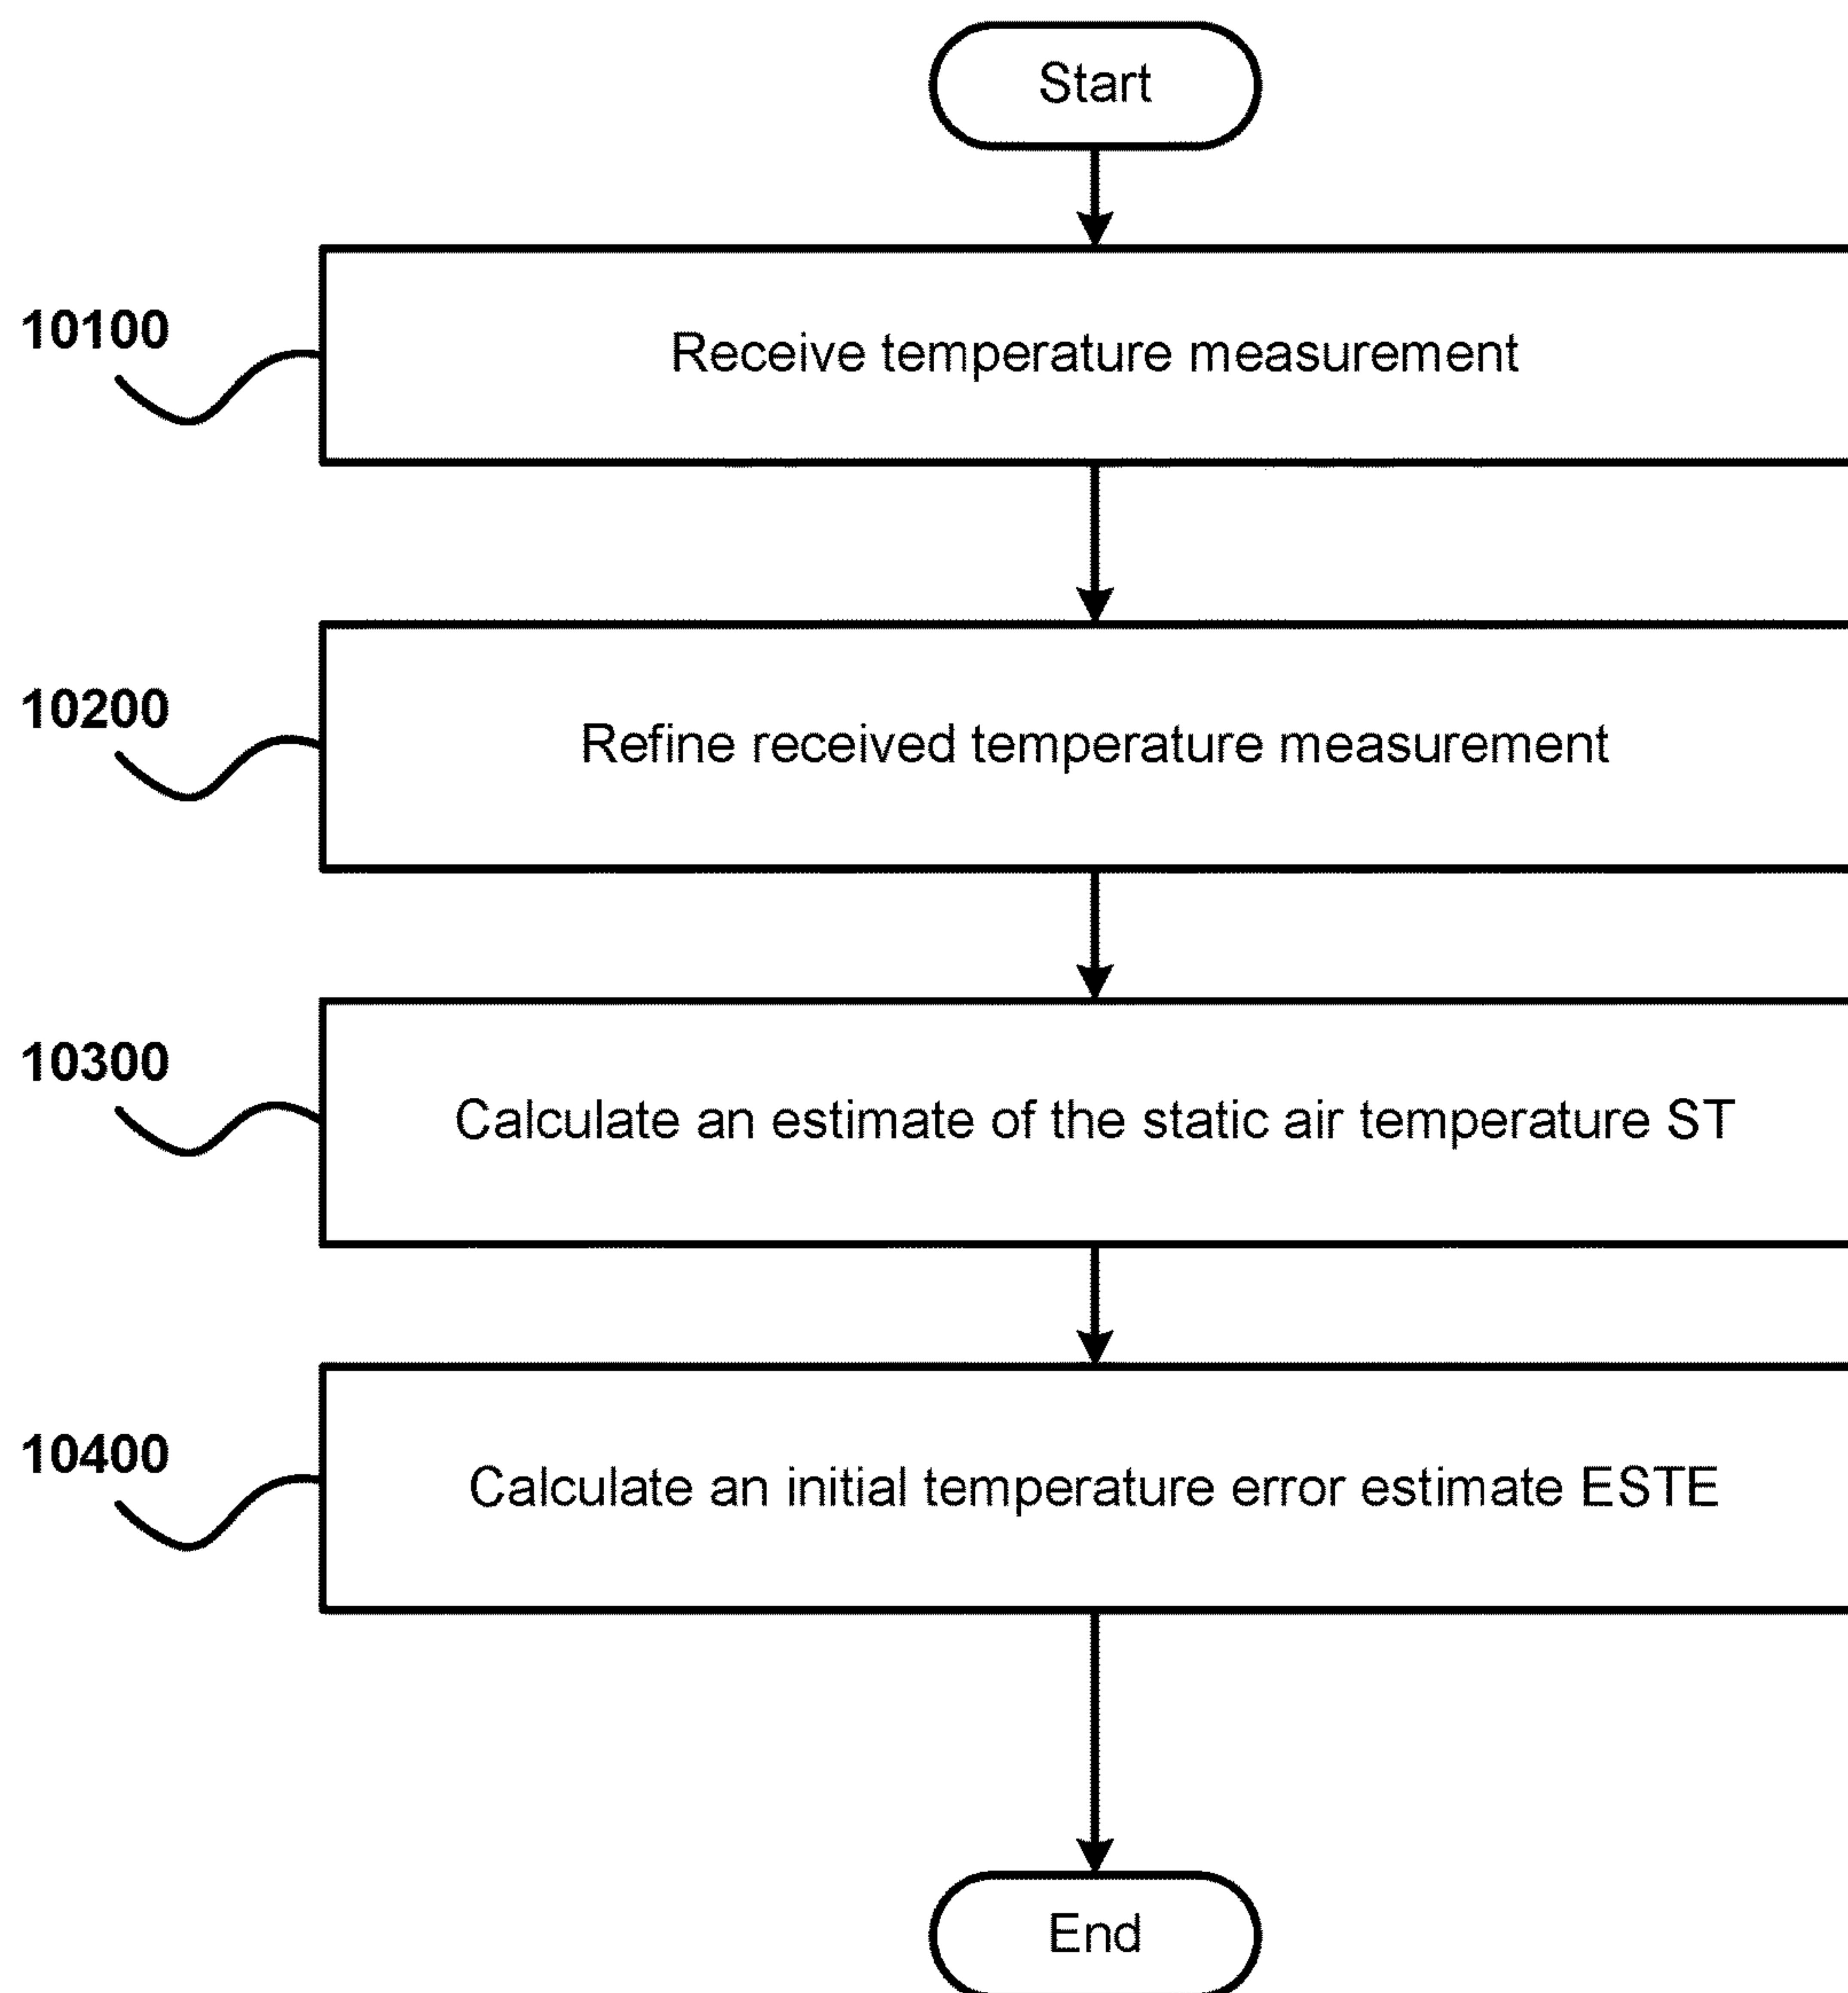 Start
10100
Receive temperature measurement
10200
Refine received temperature measurement
10300
Calculate an estimate of the static air temperature ST
10400
Calculate an initial temperature error estimate ESTE
End